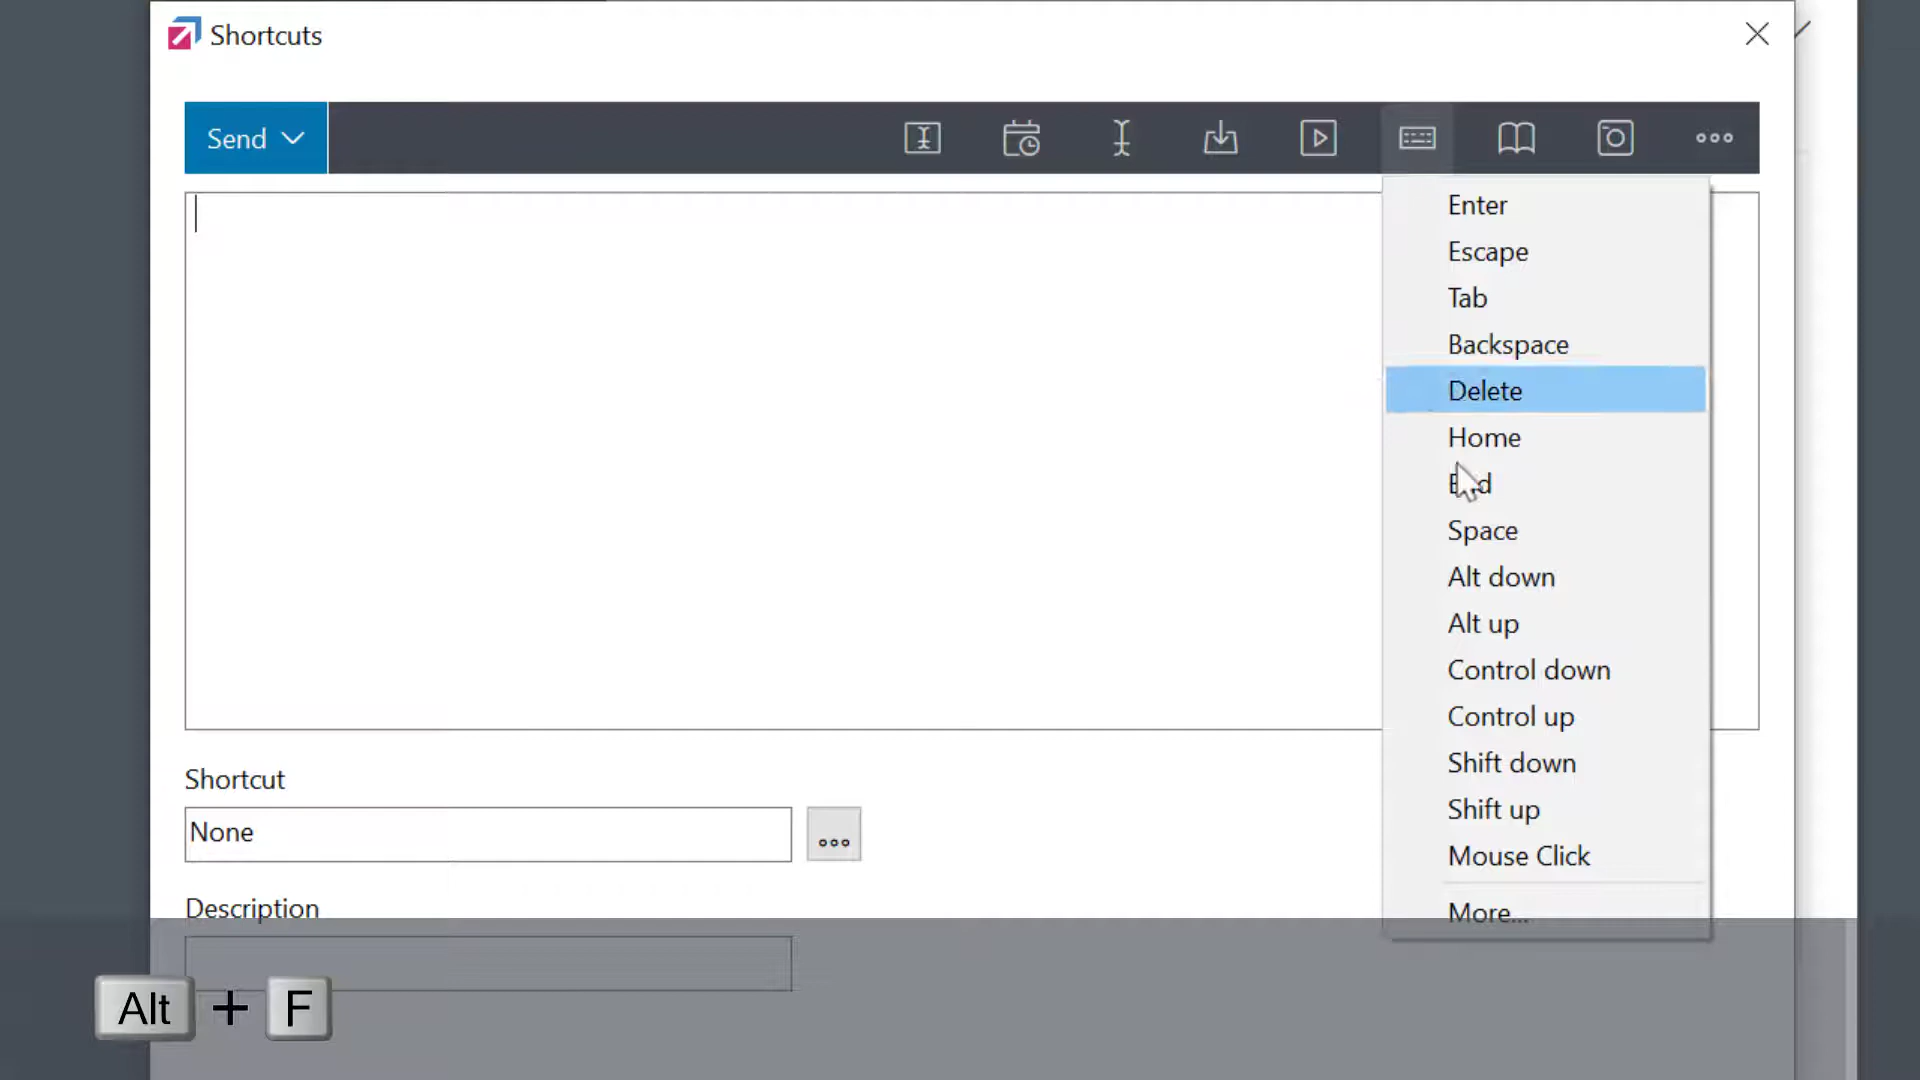 Shortcuts
Send
Enter
Escape
Tab
Backspace
Delete
Home
End
Space
Alt down
Alt up
Control down
Control up
Shift down
Shift up
Mouse Click
More...
Shortcut
None
...
Description
Alt + F